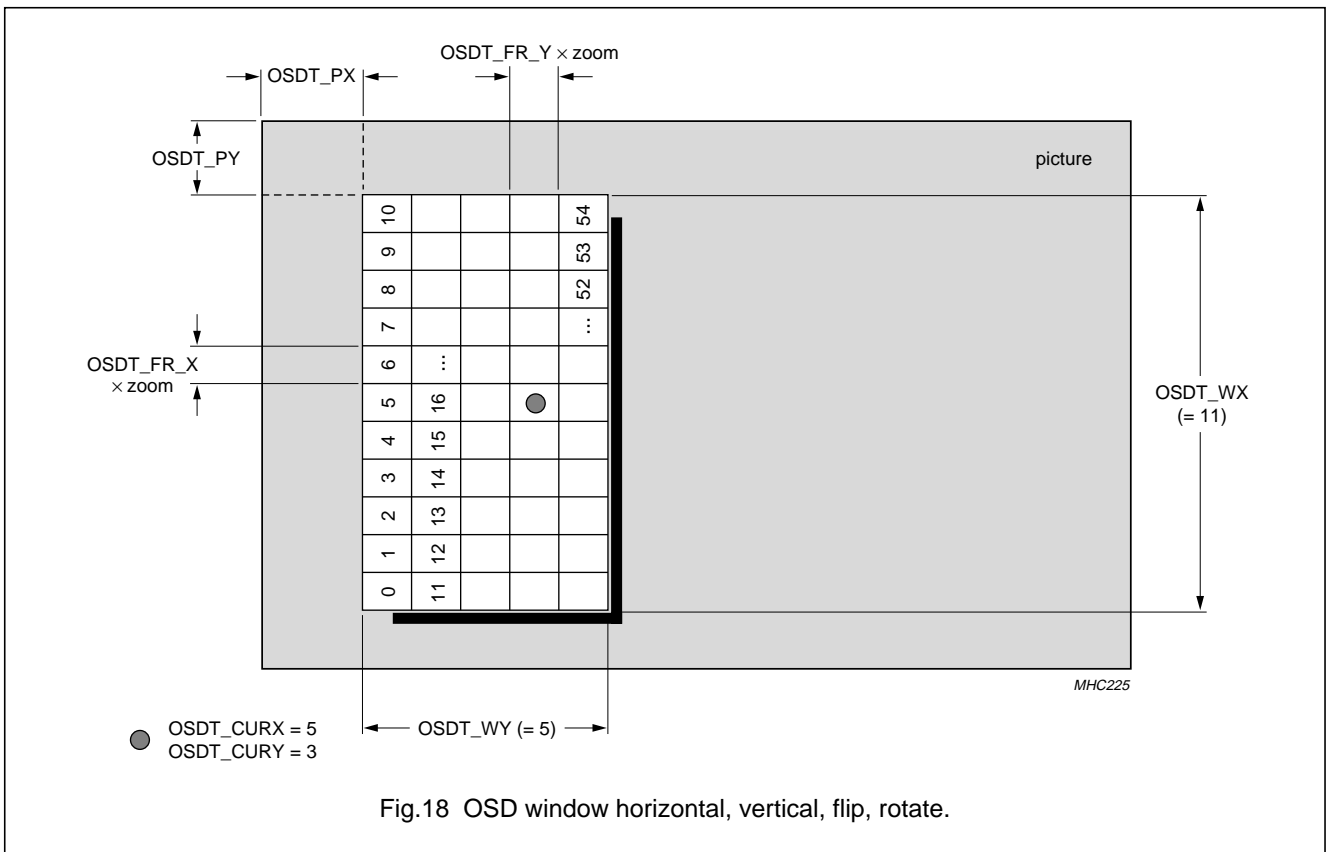 OSDT_FR_Y × zoom
OSDT_PX
OSDT_PY
picture
10
54
9
53
8
52
7
...
OSDT_FR_X
× zoom
6
...
5
16
OSDT_WX
(= 11)
4
15
3
14
2
13
1
12
0
11
MHC225
OSDT_CURX = 5
OSDT_CURY = 3
OSDT_WY (= 5)
Fig.18 OSD window horizontal, vertical, flip, rotate.